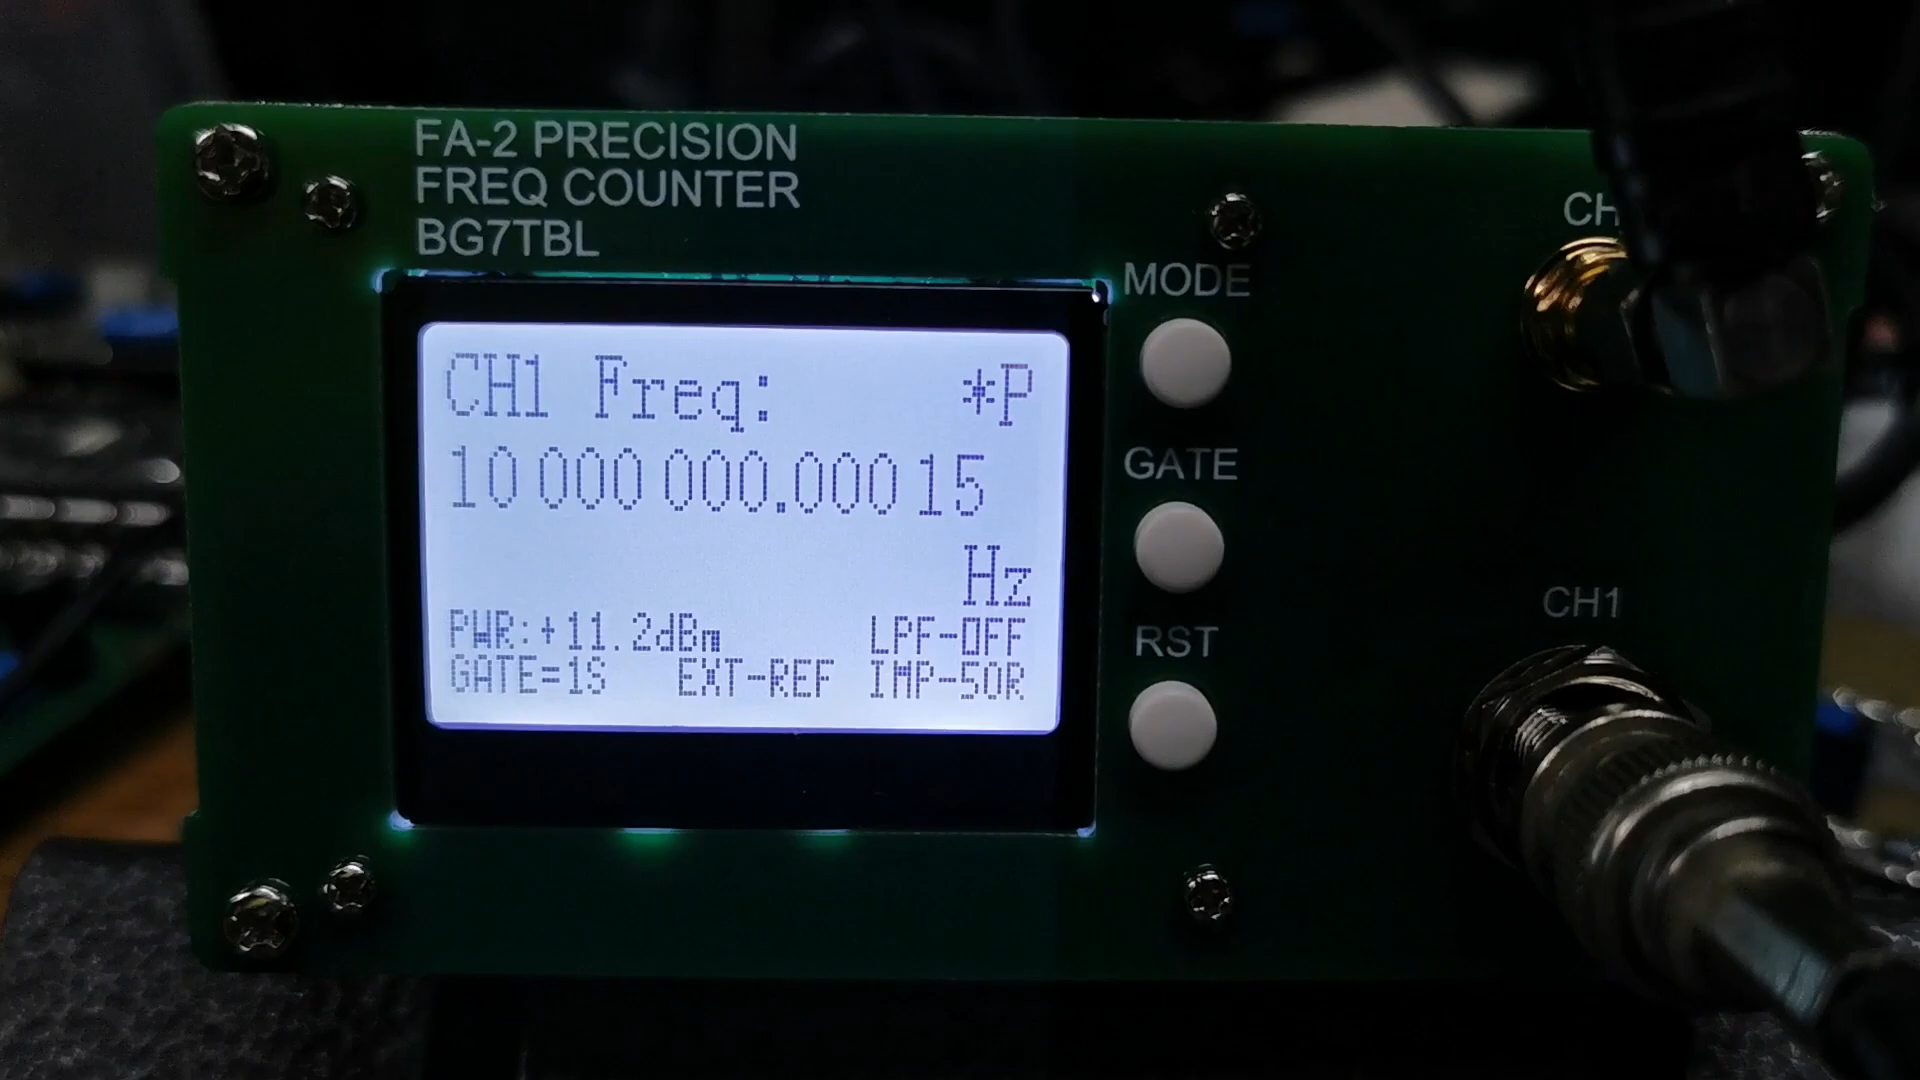 FA-2 PRECISION
FREQ COUNTER
BG7TBL
MODE
CH1 Freq: *P
10 000 000.000 15
Hz
PWR:+11.2dBm LPF-OFF
GATE=1S EXT-REF IMP-50R
GATE
RST
CH1